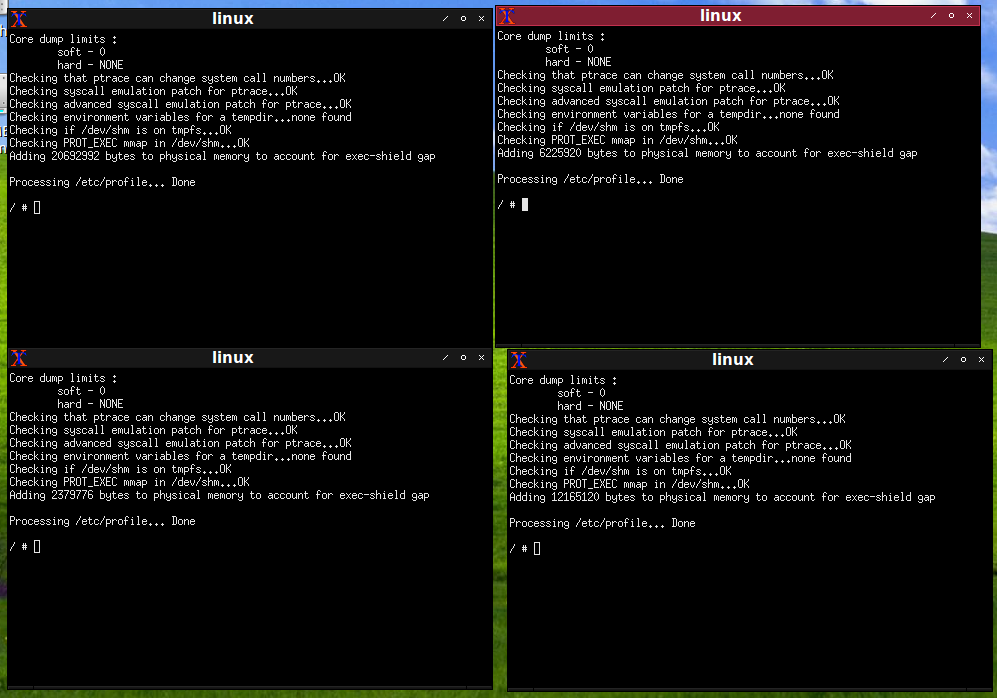 linux
Core dump limits :
soft - 0
hard - NONE
Checking that ptrace can change system call numbers...OK
Checking syscall emulation patch for ptrace...OK
Checking advanced syscall emulation patch for ptrace...OK
Checking environment variables for a tempdir...none found
Checking if /dev/shm is on tmpfs...OK
Checking PROT_EXEC mmap in /dev/shm...OK
Adding 20692992 bytes to physical memory to account for exec-shield gap
Processing /etc/profile... Done
/ #
linux
Core dump limits :
soft - 0
hard - NONE
Checking that ptrace can change system call numbers...OK
Checking syscall emulation patch for ptrace...OK
Checking advanced syscall emulation patch for ptrace...OK
Checking environment variables for a tempdir...none found
Checking if /dev/shm is on tmpfs...OK
Checking PROT_EXEC mmap in /dev/shm...OK
Adding 6225920 bytes to physical memory to account for exec-shield gap
Processing /etc/profile... Done
/ #
linux
Core dump limits :
soft - 0
hard - NONE
Checking that ptrace can change system call numbers...OK
Checking syscall emulation patch for ptrace...OK
Checking advanced syscall emulation patch for ptrace...OK
Checking environment variables for a tempdir...none found
Checking if /dev/shm is on tmpfs...OK
Checking PROT_EXEC mmap in /dev/shm...OK
Adding 2379776 bytes to physical memory to account for exec-shield gap
Processing /etc/profile... Done
/ #
linux
Core dump limits :
soft - 0
hard - NONE
Checking that ptrace can change system call numbers...OK
Checking syscall emulation patch for ptrace...OK
Checking advanced syscall emulation patch for ptrace...OK
Checking environment variables for a tempdir...none found
Checking if /dev/shm is on tmpfs...OK
Checking PROT_EXEC mmap in /dev/shm...OK
Adding 12165120 bytes to physical memory to account for exec-shield gap
Processing /etc/profile... Done
/ #